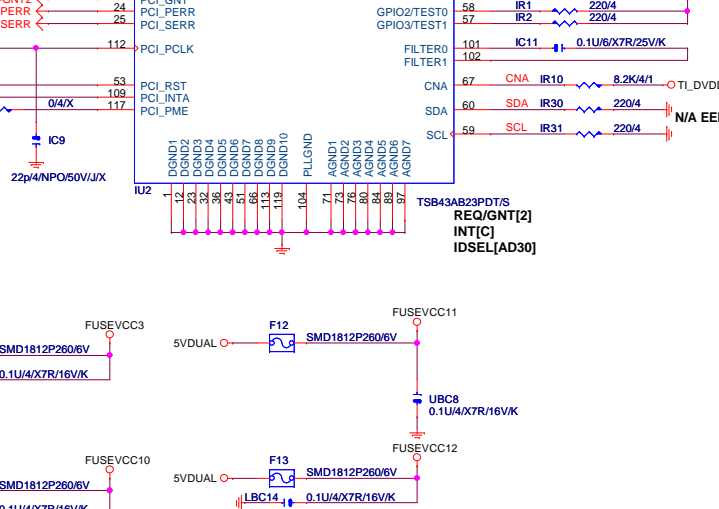 PERR 24 PCI_PERR GPIO2/TEST0 58 IR1 220/4
SERR 25 PCI_SERR GPIO3/TEST1 57 IR2 220/4
112 PCI_PCLK FILTER0 101 IC11 0.1U/6/X7R/25V/K
FILTER1 102
53 PCI_RST CNA 67 CNA IR10 8.2K/4/1
109 PCI_INTA
0/4/X 117 PCI_PME SDA 60 SDA IR30 220/4
N/A
SCL 59 SCL IR31 220/4
IC9
22p/4/NPO/50V/J/X
DGND1 DGND2 DGND3 DGND4 DGND5 DGND6 DGND7 DGND8 DGND9 DGND10 PLLGND AGND1 AGND2 AGND3 AGND4 AGND5 AGND6 AGND7
IU2
1 12 23 32 36 43 51 66 113 119 104 71 73 76 80 84 89 97
TSB43AB23PDT/S
REQ/GNT[2]
INT[C]
IDSEL[AD30]
FUSEVCC3
SMD1812P260/6V
0.1U/4/X7R/16V/K
FUSEVCC11
F12
5VDUAL SMD1812P260/6V
UBC8
0.1U/4/X7R/16V/K
FUSEVCC10
SMD1812P260/6V
0.1U/4/X7R/16V/K
FUSEVCC12
F13
5VDUAL SMD1812P260/6V
LBC14 0.1U/4/X7R/16V/K